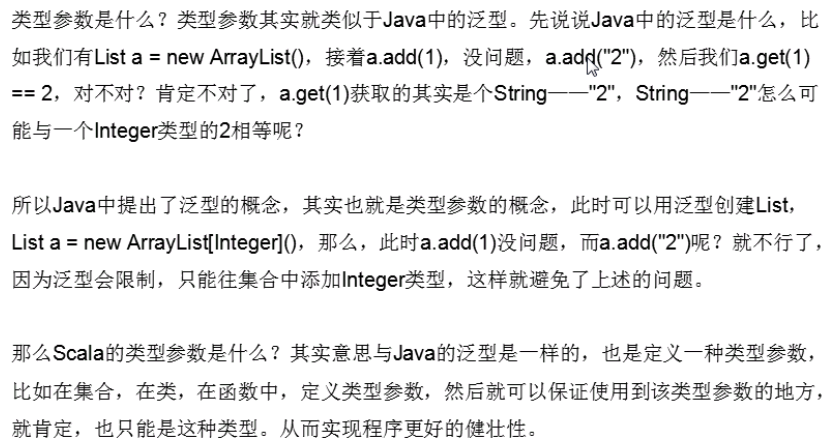 类型参数是什么？类型参数其实就类似于Java中的泛型。先说说Java中的泛型是什么，比
如我们有List a = new ArrayList()，接着a.add(1)，没问题，a.add("2")，然后我们a.get(1)
== 2，对不对？肯定不对了，a.get(1)获取的其实是个String——"2"，String——"2"怎么可
能与一个Integer类型的2相等呢？
所以Java中提出了泛型的概念，其实也就是类型参数的概念，此时可以用泛型创建List，
List a = new ArrayList[Integer]()，那么，此时a.add(1)没问题，而a.add("2")呢？就不行了，
因为泛型会限制，只能往集合中添加Integer类型，这样就避免了上述的问题。
那么Scala的类型参数是什么？其实意思与Java的泛型是一样的，也是定义一种类型参数，
比如在集合，在类，在函数中，定义类型参数，然后就可以保证使用到该类型参数的地方，
就肯定，也只能是这种类型。从而实现程序更好的健壮性。